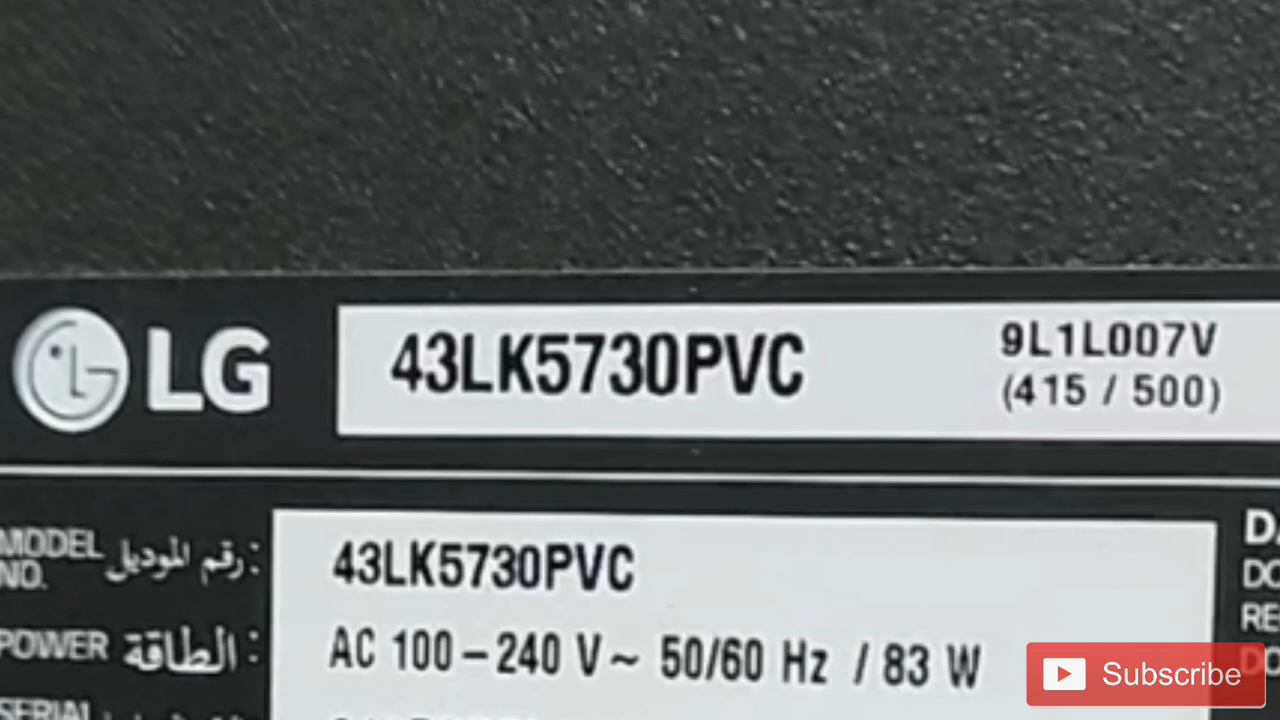 LG
43LK5730PVC
9L1L007V
(415 / 500)
MODEL NO. رقم الموديل :
43LK5730PVC
POWER الطاقة :
AC 100 – 240 V ~ 50/60 Hz / 83 W
SERIAL
Subscribe